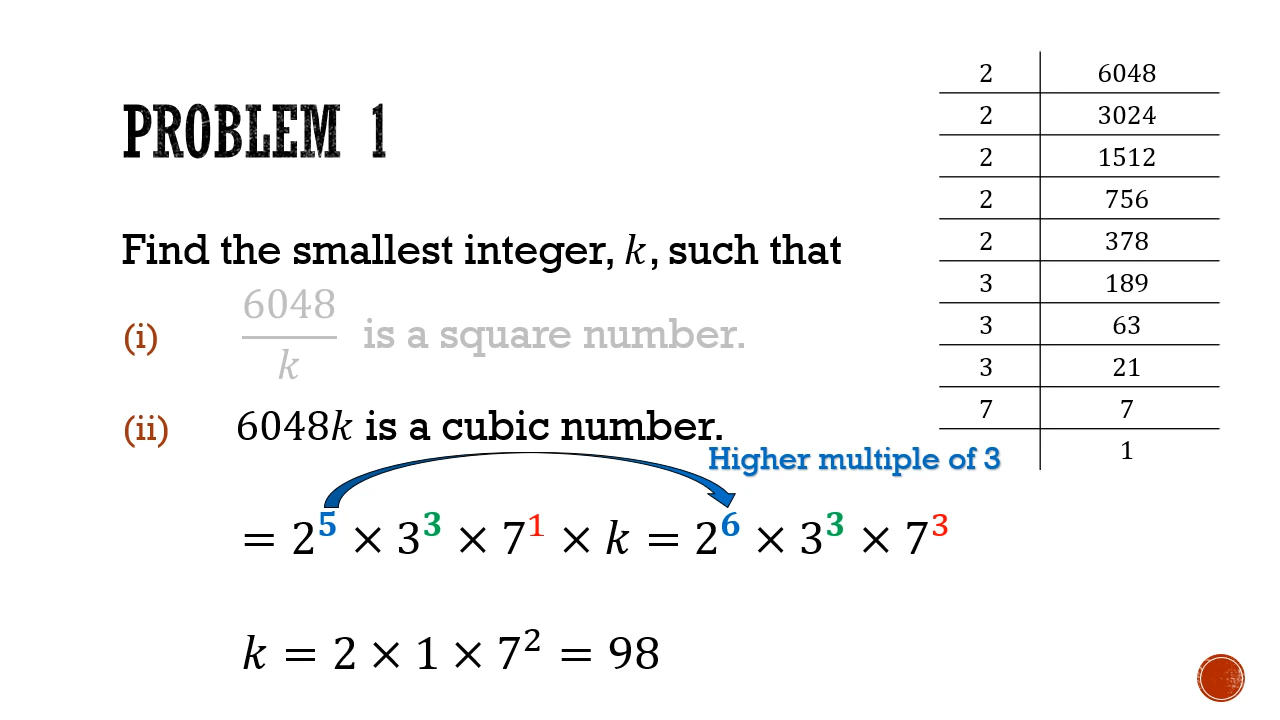 PROBLEM 1
Find the smallest integer, k, such that
(i) 6048/k is a square number.
(ii) 6048k is a cubic number.
Higher multiple of 3
= 2⁵ × 3³ × 7¹ × k = 2⁶ × 3³ × 7³
k = 2 × 1 × 7² = 98
2 6048
2 3024
2 1512
2 756
2 378
3 189
3 63
3 21
7 7
1